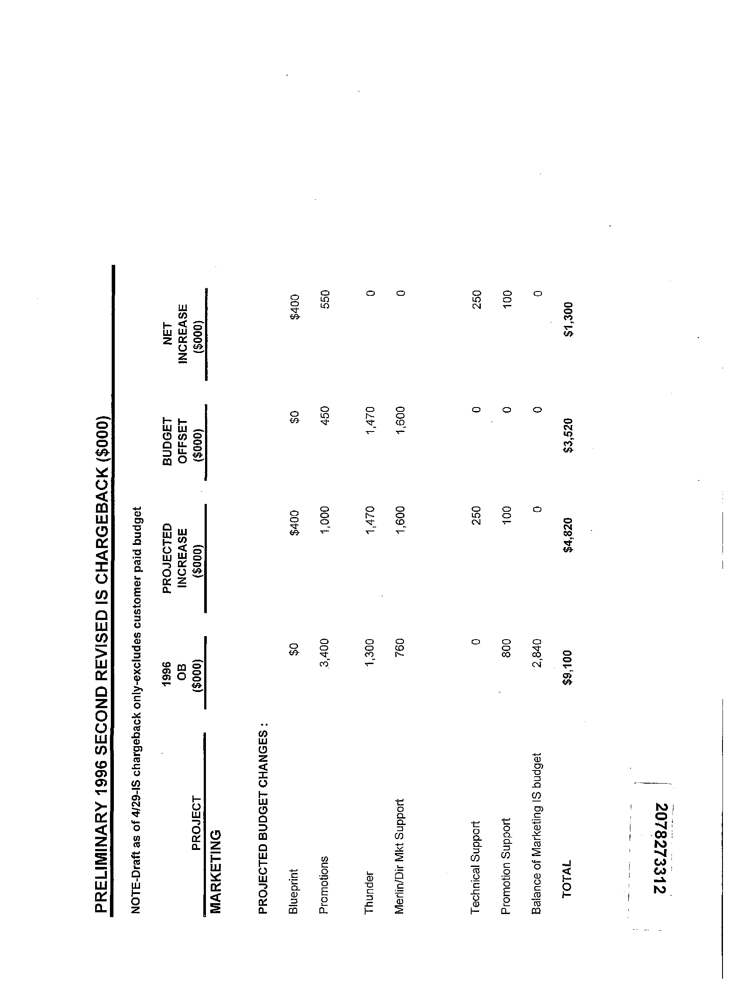 PRELIMINARY 1996 SECOND REVISED IS CHARGEBACK ($000)
NOTE-Draft as of 4/29-IS chargeback only-excludes customer paid budget
PROJECT 1996 OB ($000) PROJECTED INCREASE ($000) BUDGET OFFSET ($000) NET INCREASE ($000)
MARKETING
PROJECTED BUDGET CHANGES :
Blueprint $0 $400 $0 $400
Promotions 3,400 1,000 450 550
Thunder 1,300 1,470 1,470 0
Merlin/Dir Mkt Support 760 1,600 1,600 0
Technical Support 0 250 0 250
Promotion Support 800 100 0 100
Balance of Marketing IS budget 2,840 0 0 0
TOTAL $9,100 $4,820 $3,520 $1,300
2078273312